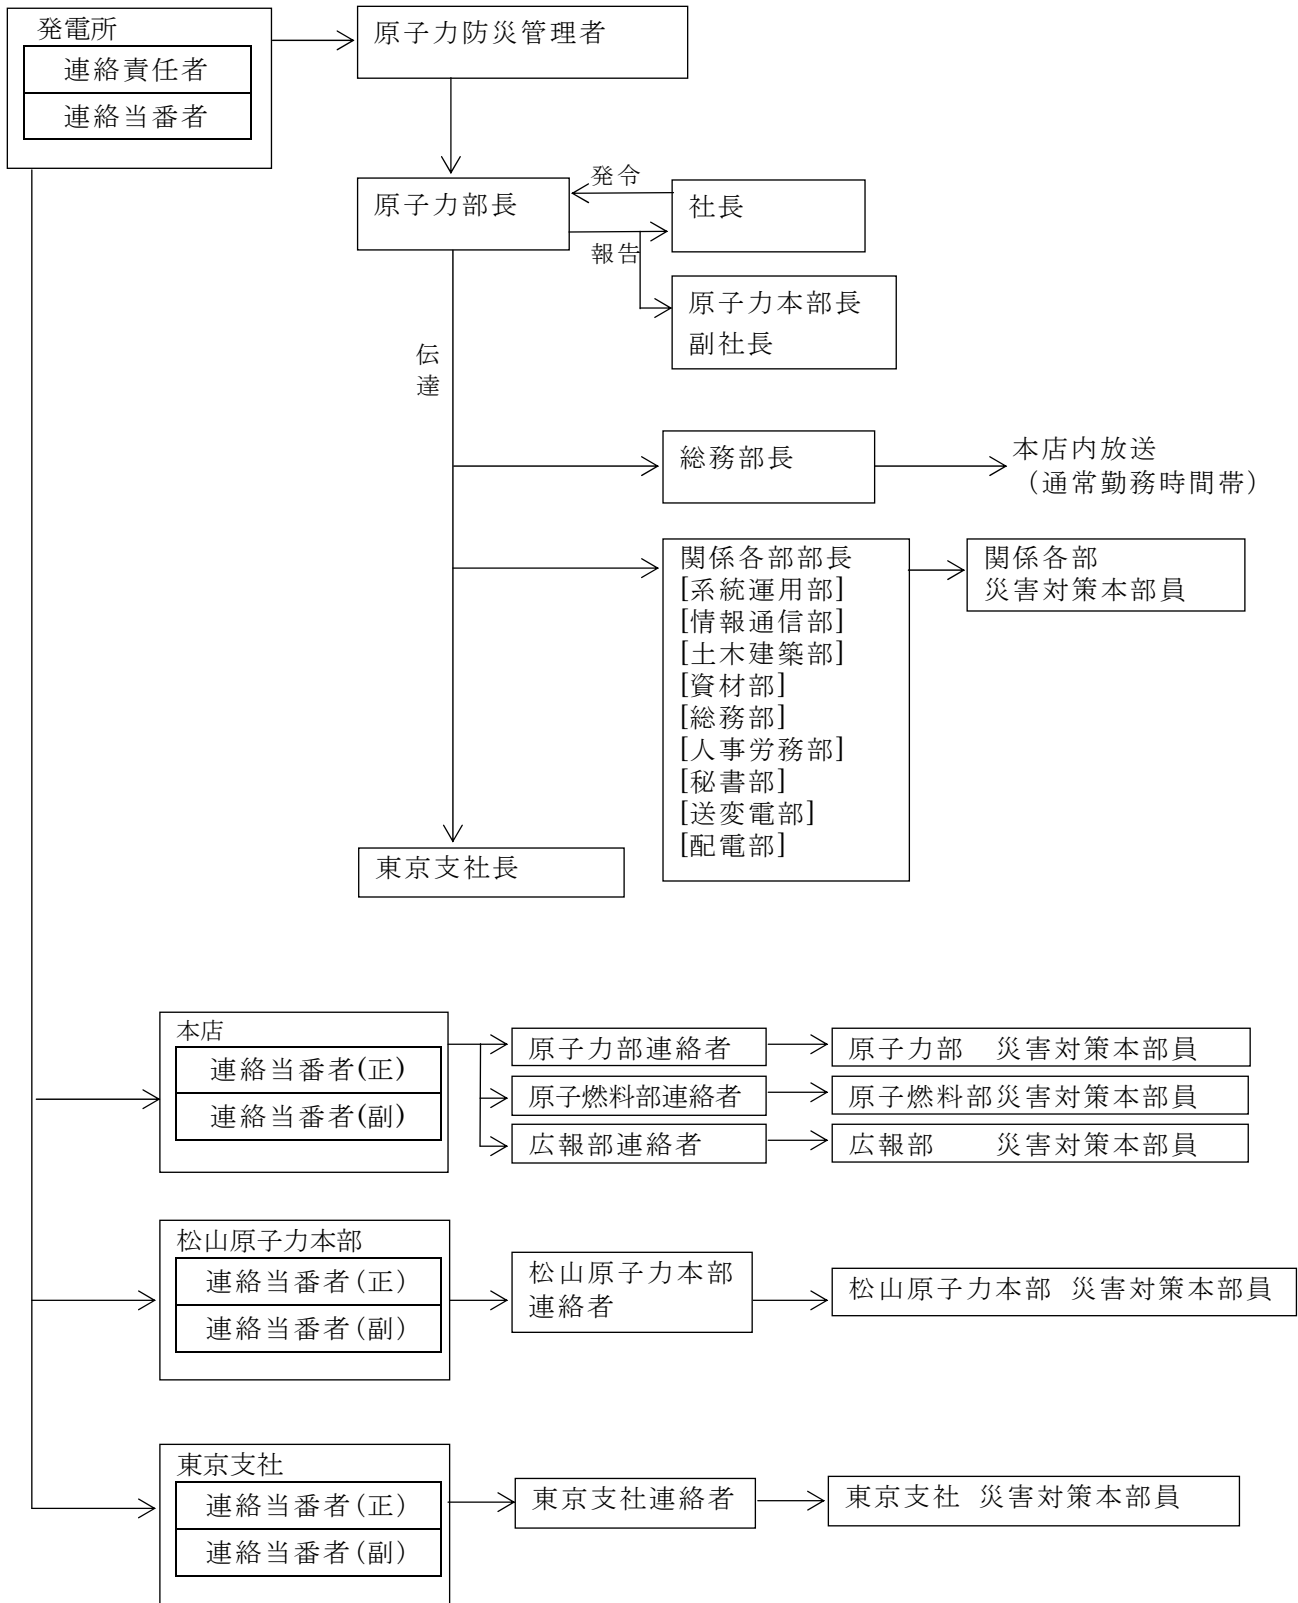 発電所
連絡責任者
連絡当番者
原子力防災管理者
原子力部長
発令
社長
報告
原子力本部長
副社長
伝達
総務部長
本店内放送
（通常勤務時間帯）
関係各部部長
[系統運用部]
[情報通信部]
[土木建築部]
[資材部]
[総務部]
[人事労務部]
[秘書部]
[送変電部]
[配電部]
関係各部
災害対策本部員
東京支社長
本店
連絡当番者(正)
連絡当番者(副)
原子力部連絡者
原子力部　災害対策本部員
原子燃料部連絡者
原子燃料部災害対策本部員
広報部連絡者
広報部　　災害対策本部員
松山原子力本部
連絡当番者(正)
連絡当番者(副)
松山原子力本部
連絡者
松山原子力本部 災害対策本部員
東京支社
連絡当番者(正)
連絡当番者(副)
東京支社連絡者
東京支社 災害対策本部員